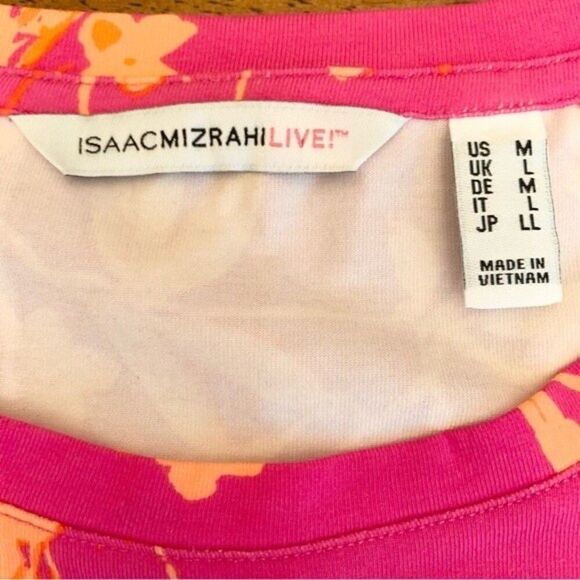 ISAACMIZRAHILIVE!™
US M
UK L
DE M
IT L
JP LL
MADE IN
VIETNAM